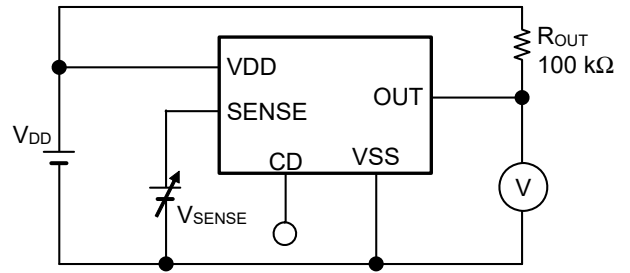 ROUT
100 kΩ
VDD
OUT
SENSE
VDD
CD
VSS
V
VSENSE